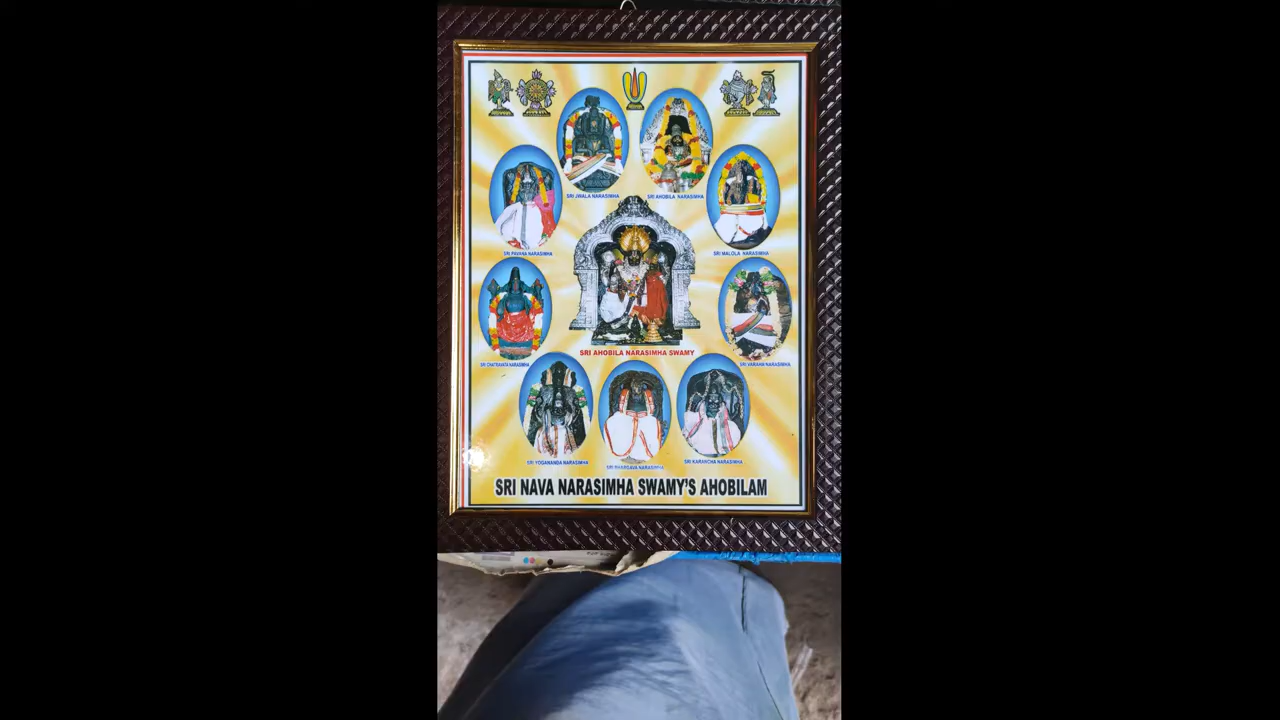 SRI JWALA NARASIMHA
SRI AHOBILA NARASIMHA
SRI PAVANA NARASIMHA
SRI MALOLA NARASIMHA
SRI AHOBILA NARASIMHA SWAMY
SRI CHATRAVATA NARASIMHA
SRI VARAHA NARASIMHA
SRI YOGANANDA NARASIMHA
SRI BHARGAVA NARASIMHA
SRI KARANCHA NARASIMHA
SRI NAVA NARASIMHA SWAMY'S AHOBILAM